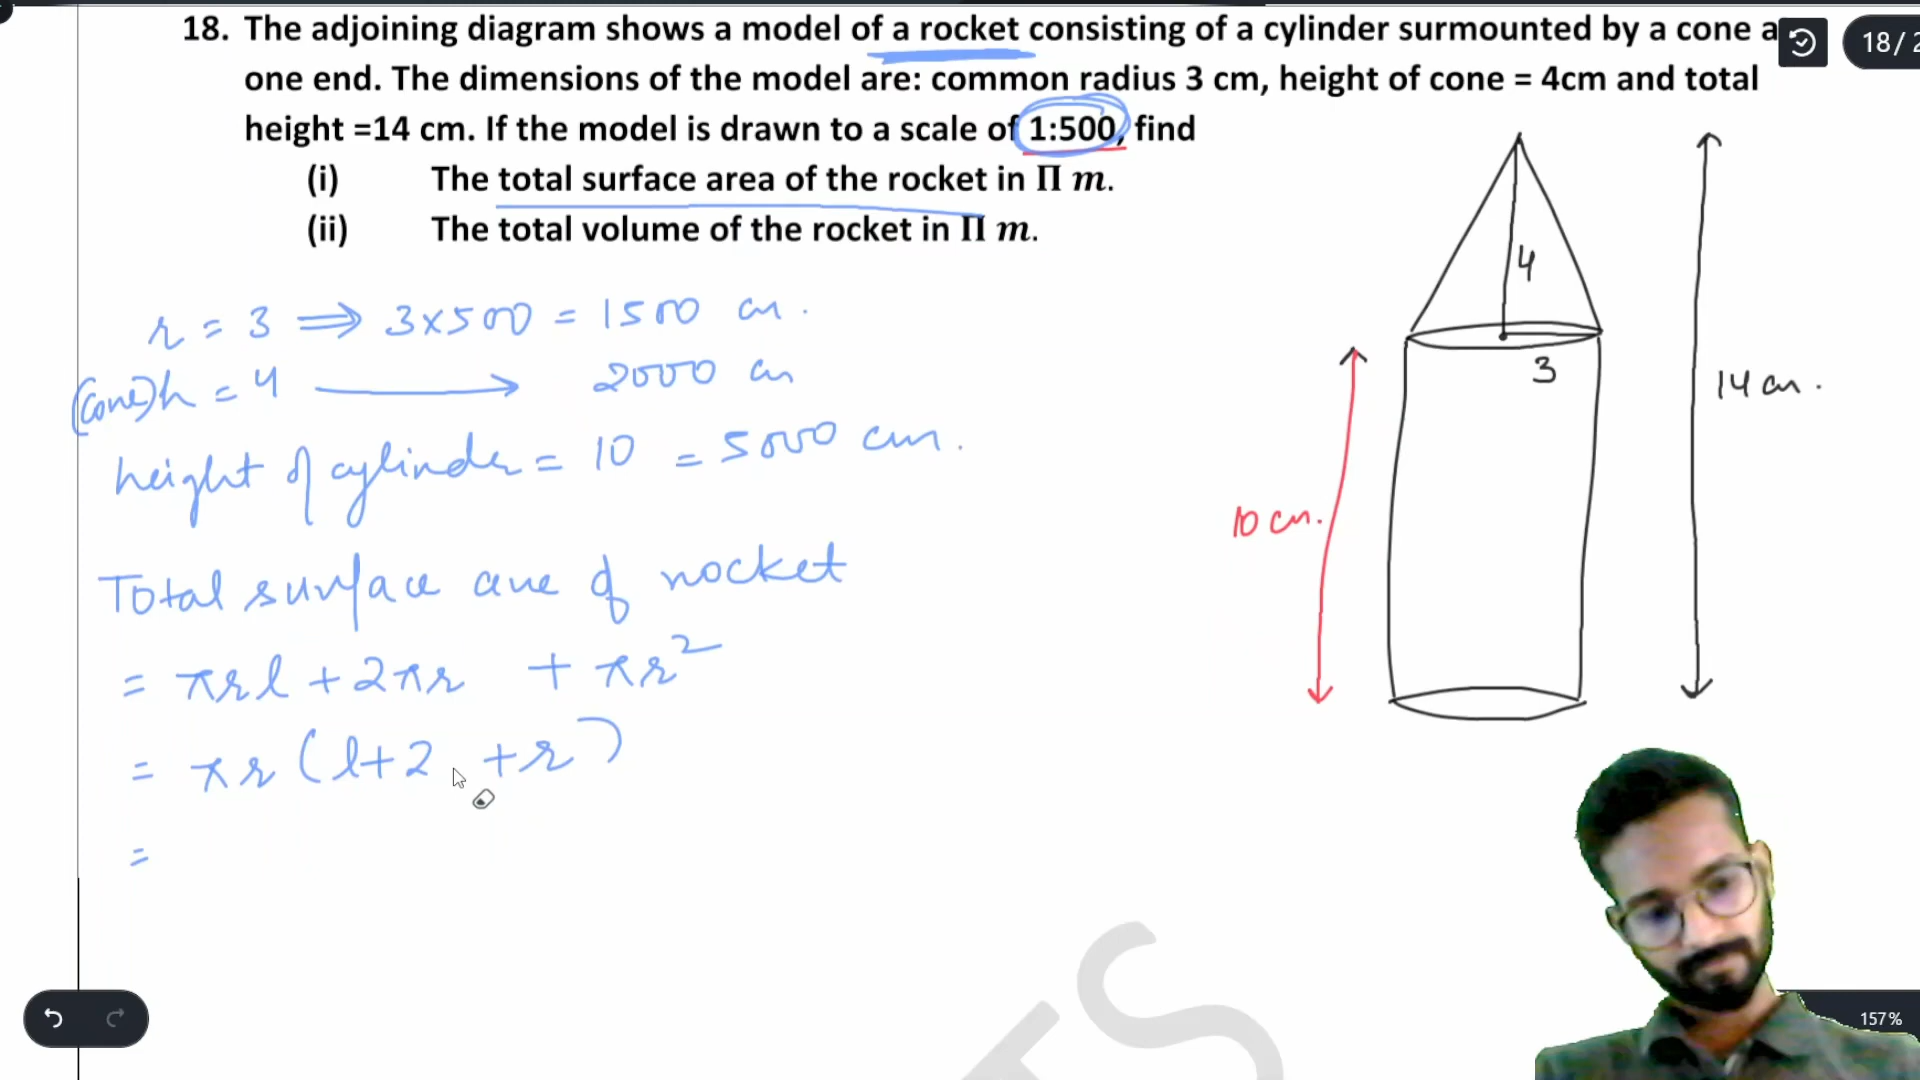 18. The adjoining diagram shows a model of a rocket consisting of a cylinder surmounted by a cone a
one end. The dimensions of the model are: common radius 3 cm, height of cone = 4cm and total
height =14 cm. If the model is drawn to a scale of 1:500, find
(i) The total surface area of the rocket in Π m.
(ii) The total volume of the rocket in Π m.
18/2
r = 3 ⇒ 3×500 = 1500 cm.
(cone)h = 4 → 2000 cm
height of cylinder = 10 = 5000 cm.
Total surface are of rocket
= πrl + 2πr + πr²
= πr (l+2 +r)
=
4
3
14 cm.
10 cm.
TS
157%